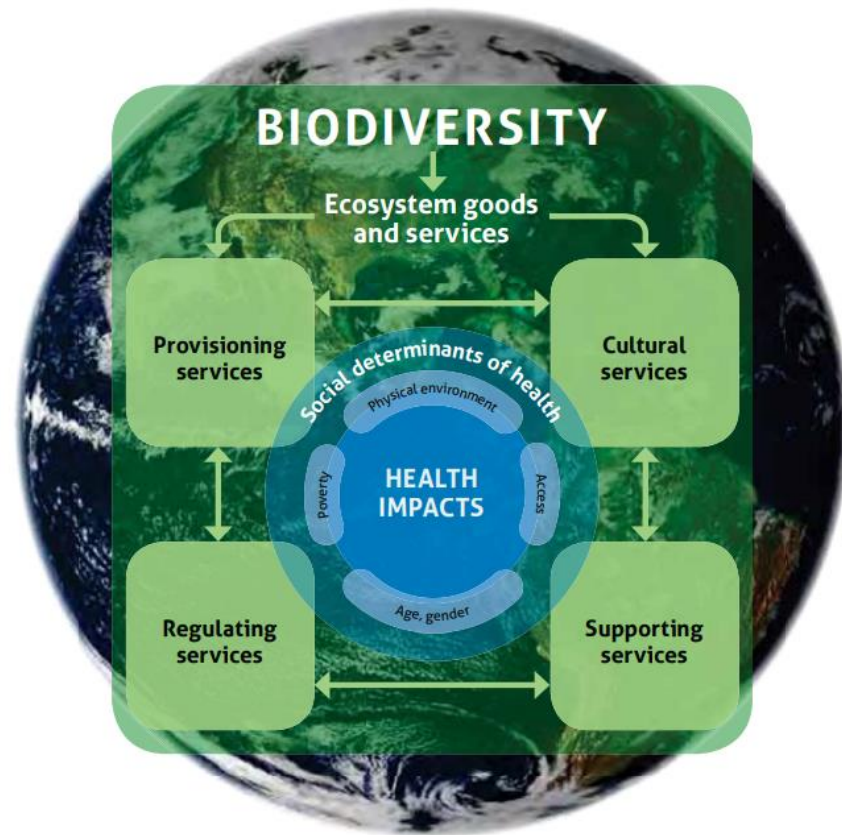 BIODIVERSITY
Ecosystem goods
and services
Provisioning
services
Cultural
services
Social determinants of health
Physical environment
Poverty
HEALTH
IMPACTS
Access
Age, gender
Regulating
services
Supporting
services